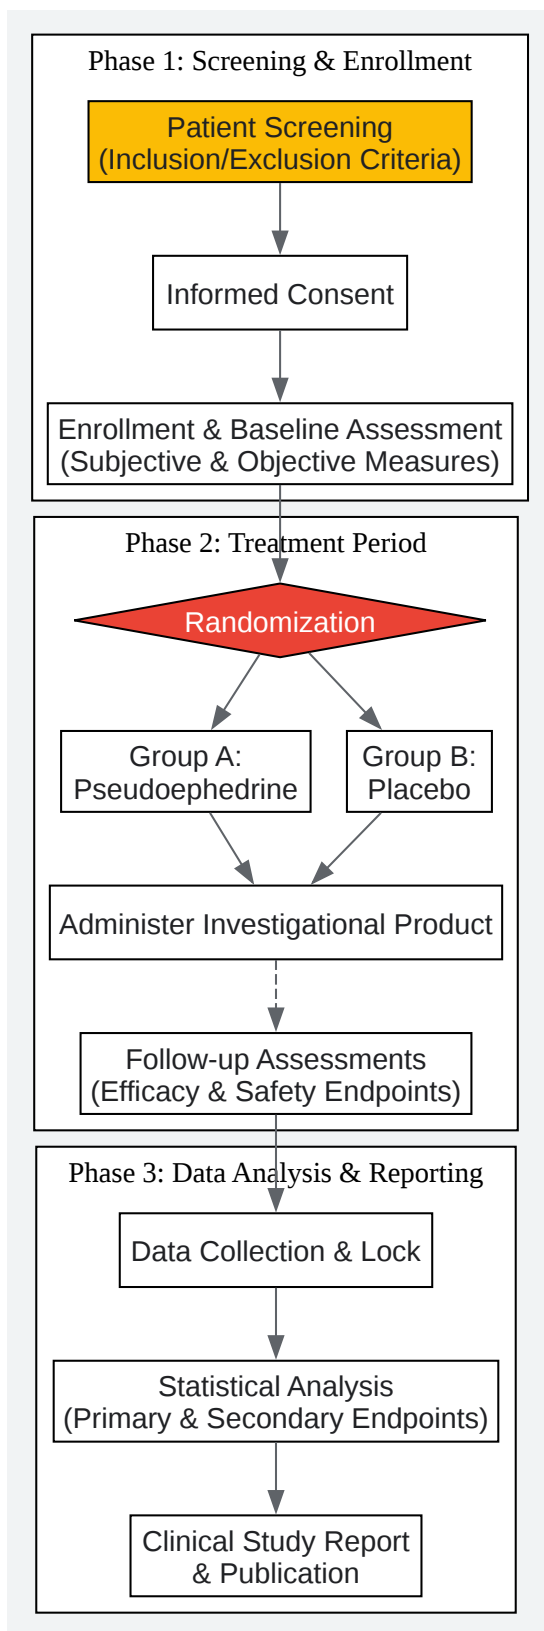 Phase 1: Screening & Enrollment
Patient Screening
(Inclusion/Exclusion Criteria)
Informed Consent
Enrollment & Baseline Assessment
(Subjective & Objective Measures)
Phase 2: Treatment Period
Randomization
Group A:
Pseudoephedrine
Group B:
Placebo
Administer Investigational Product
Follow-up Assessments
(Efficacy & Safety Endpoints)
Phase 3: Data Analysis & Reporting
Data Collection & Lock
Statistical Analysis
(Primary & Secondary Endpoints)
Clinical Study Report
& Publication